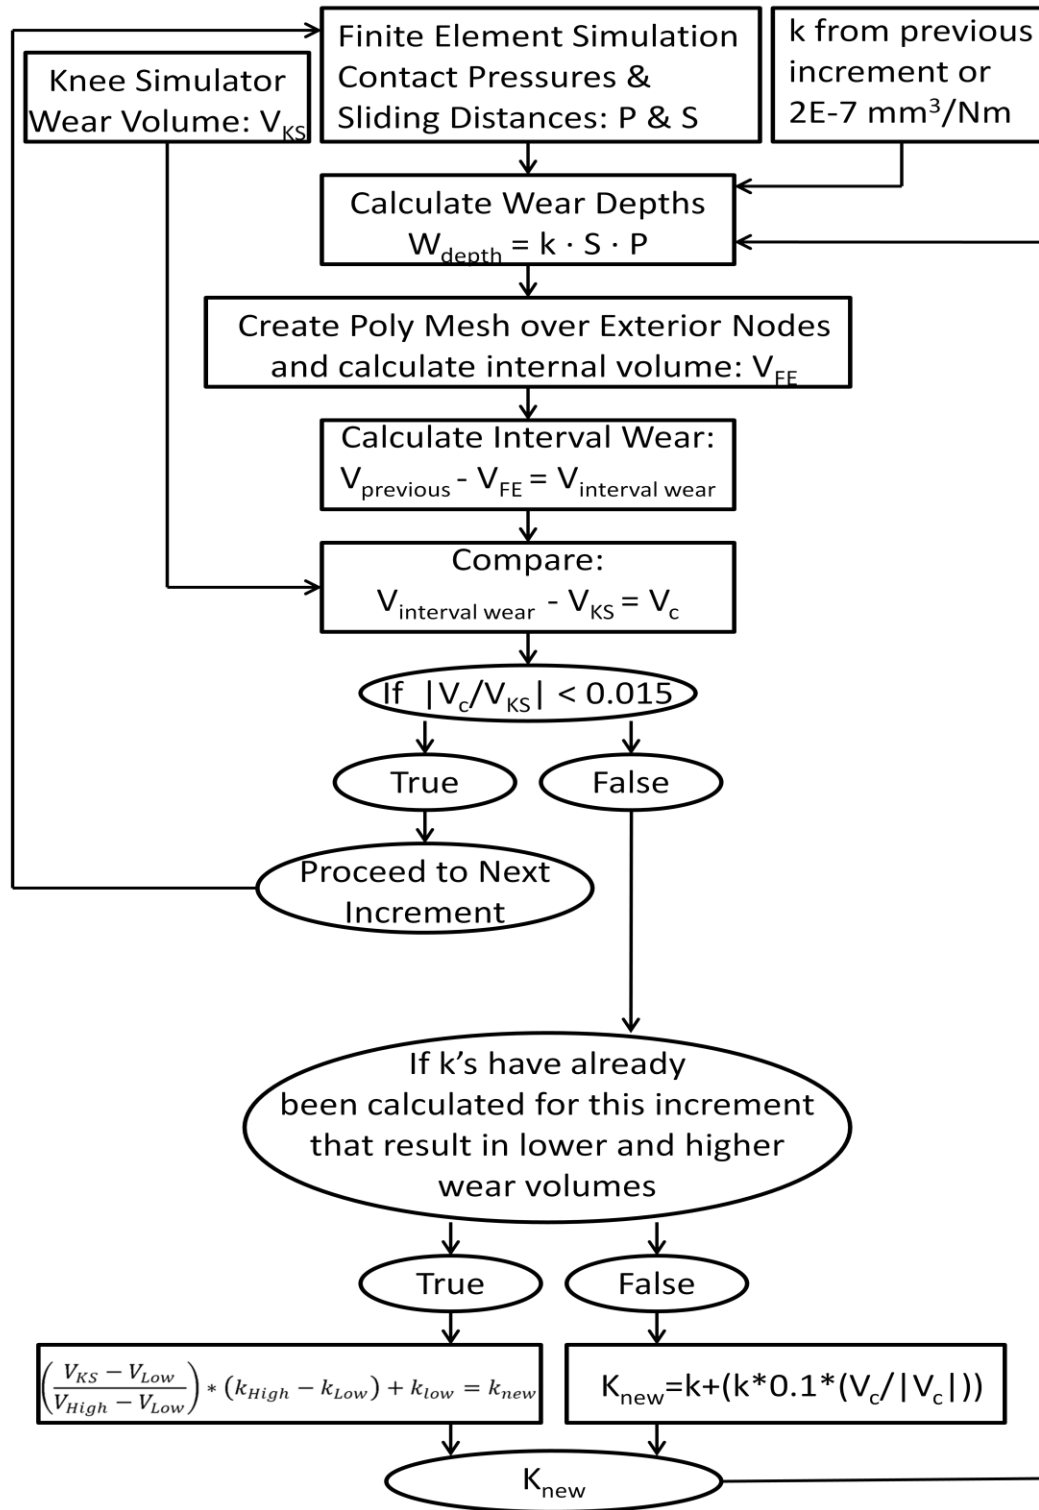 Finite Element Simulation
Contact Pressures &
Sliding Distances: P & S
k from previous
increment or
2E-7 mm³/Nm
Knee Simulator
Wear Volume: V_KS
Calculate Wear Depths
W_depth = k · S · P
Create Poly Mesh over Exterior Nodes
and calculate internal volume: V_FE
Calculate Interval Wear:
V_previous - V_FE = V_interval wear
Compare:
V_interval wear - V_KS = V_c
If |V_c/V_KS| < 0.015
True
False
Proceed to Next
Increment
If k's have already
been calculated for this increment
that result in lower and higher
wear volumes
True
False
((V_KS − V_Low)/(V_High − V_Low)) * (k_High − k_Low) + k_low = k_new
K_new=k+(k*0.1*(V_c/|V_c|))
K_new